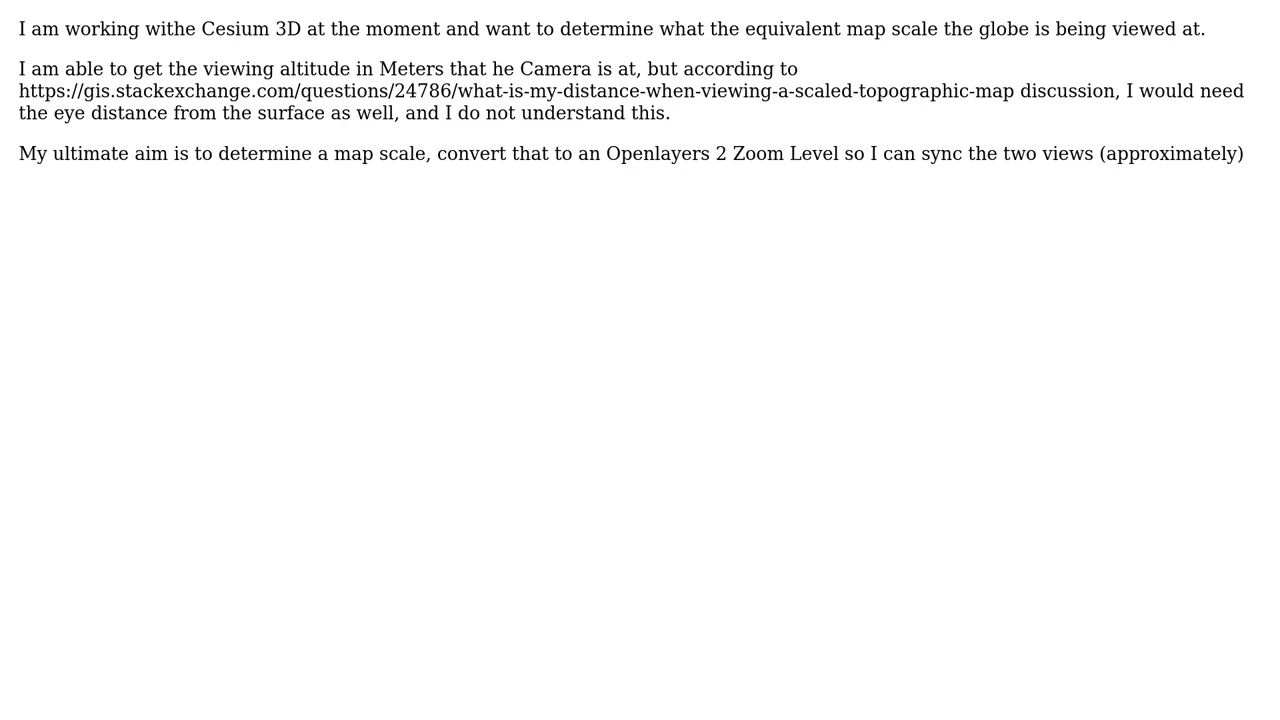 I am working withe Cesium 3D at the moment and want to determine what the equivalent map scale the globe is being viewed at.
I am able to get the viewing altitude in Meters that he Camera is at, but according to
https://gis.stackexchange.com/questions/24786/what-is-my-distance-when-viewing-a-scaled-topographic-map discussion, I would need
the eye distance from the surface as well, and I do not understand this.
My ultimate aim is to determine a map scale, convert that to an Openlayers 2 Zoom Level so I can sync the two views (approximately)